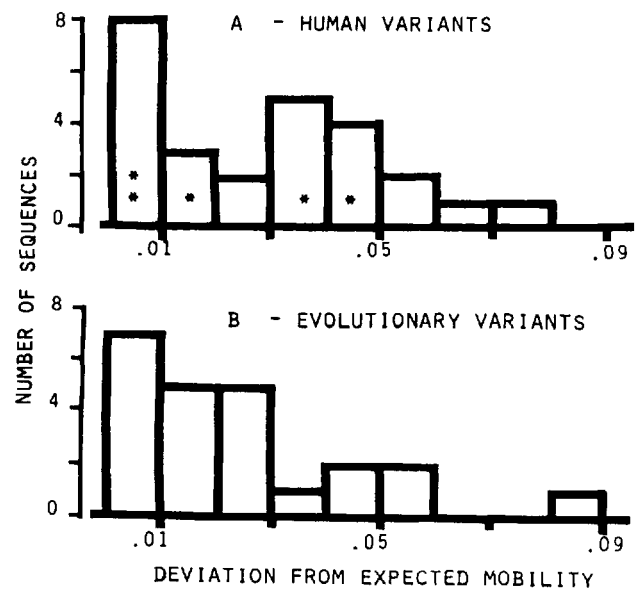 A - HUMAN VARIANTS
8
4
0
* * * * *
.01 .05 .09
B - EVOLUTIONARY VARIANTS
8
4
0
.01 .05 .09
NUMBER OF SEQUENCES
DEVIATION FROM EXPECTED MOBILITY